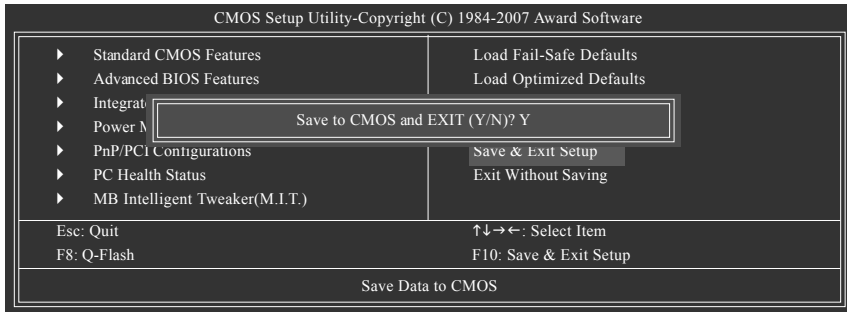 CMOS Setup Utility-Copyright (C) 1984-2007 Award Software
Standard CMOS Features
Advanced BIOS Features
Power
PnP/PCI Configurations
PC Health Status
MB Intelligent Tweaker(M.I.T.)
Load Fail-Safe Defaults
Load Optimized Defaults
Save & Exit Setup
Exit Without Saving
Save to CMOS and EXIT (Y/N)? Y
Esc: Quit
↑↓→←: Select Item
F8: Q-Flash
F10: Save & Exit Setup
Save Data to CMOS